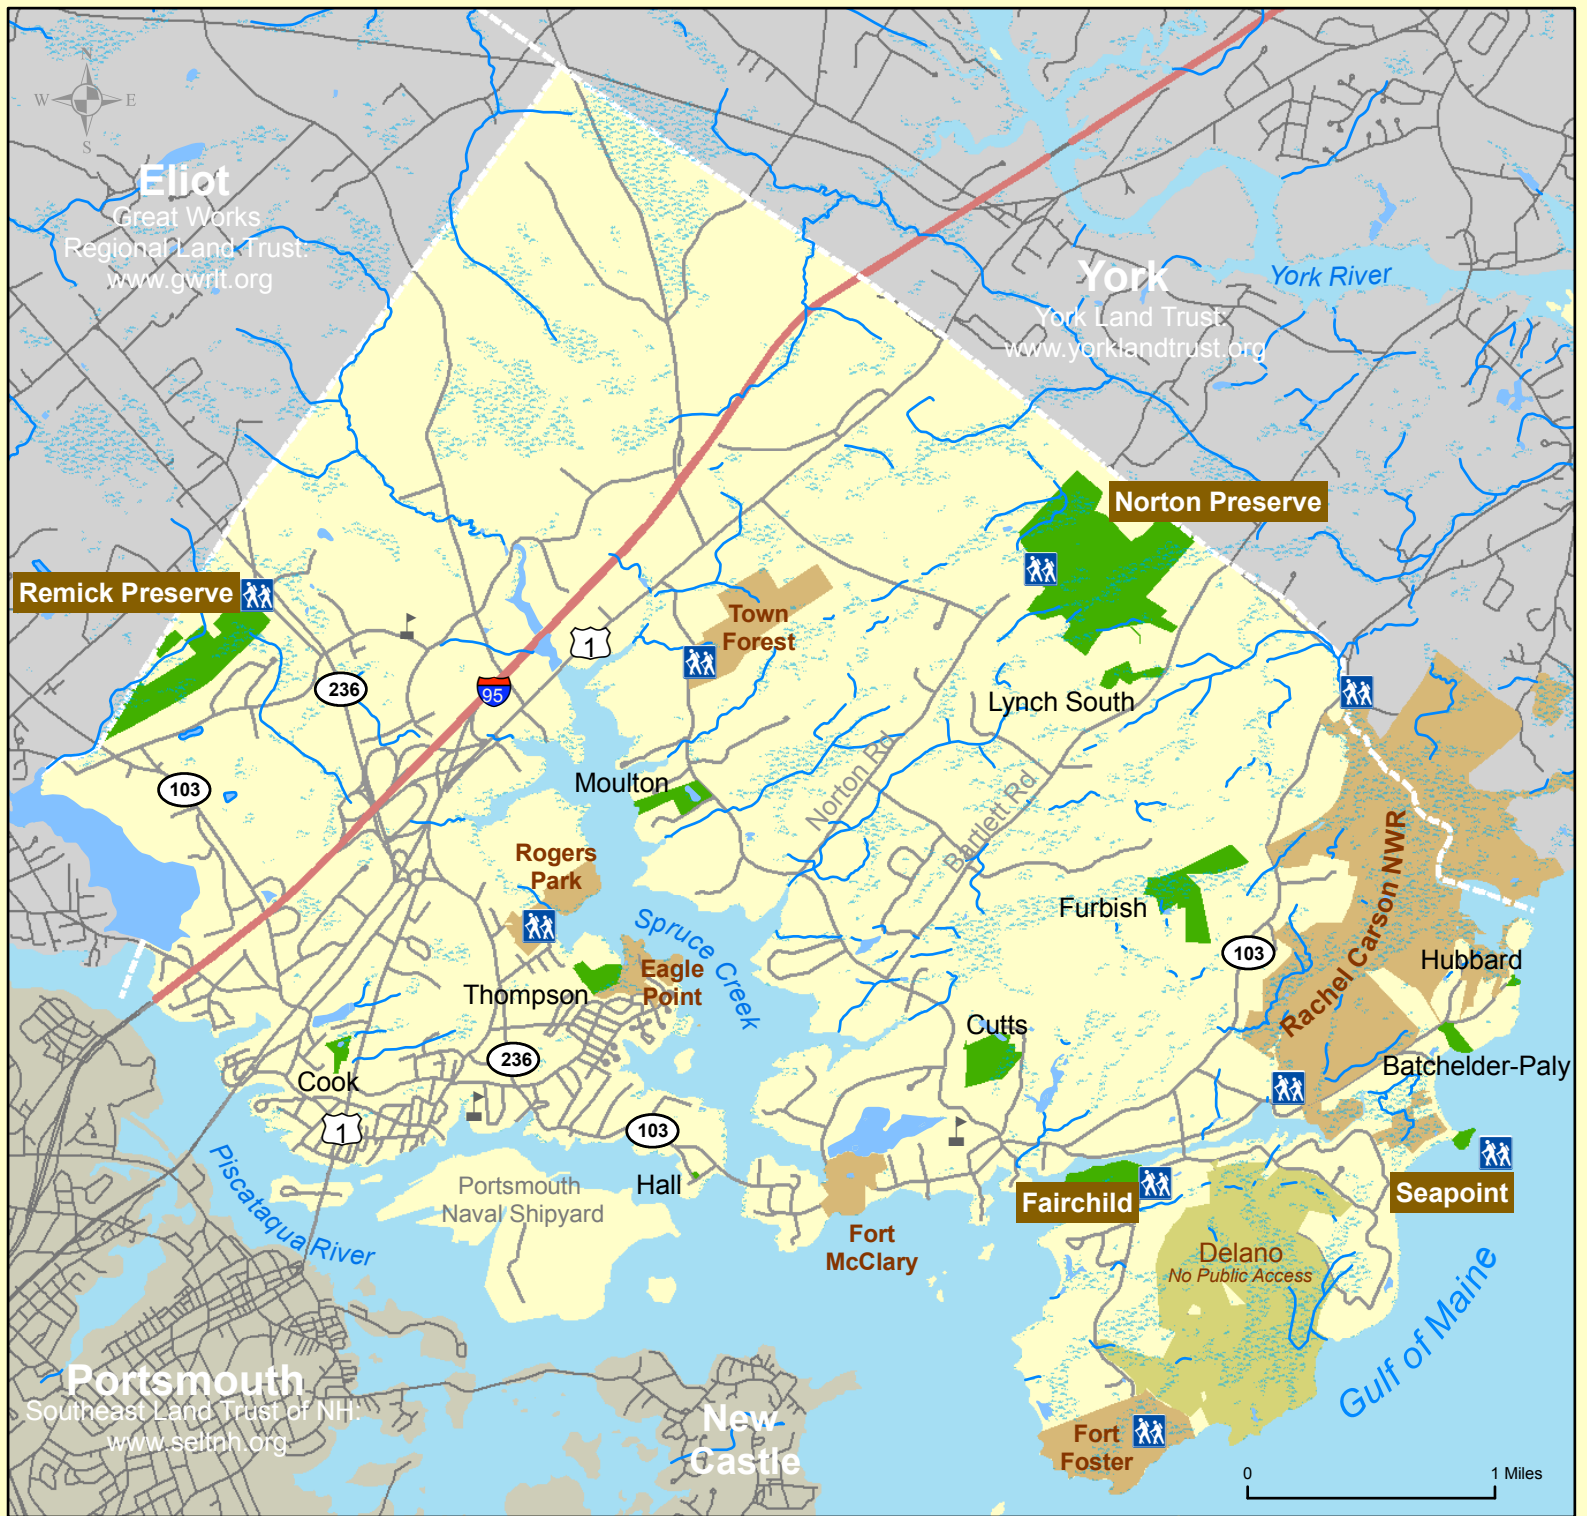 N
W
E
S
Eliot
Great Works
Regional Land Trust:
www.gwrlt.org
York
York Land Trust:
www.yorklandtrust.org
York River
Norton Preserve
Remick Preserve
Town
Forest
1
236
95
Lynch South
103
Moulton
Norton Rd
Bartlett Rd
Rogers
Park
Furbish
Rachel Carson NWR
Spruce Creek
103
Hubbard
Eagle
Point
Thompson
Cutts
236
Cook
Batchelder-Paly
1
103
Hall
Piscataqua River
Portsmouth
Naval Shipyard
Fairchild
Seapoint
Fort
McClary
Delano
No Public Access
Gulf of Maine
Portsmouth
Southeast Land Trust of NH:
www.seltnh.org
New
Castle
Fort
Foster
0
1 Miles